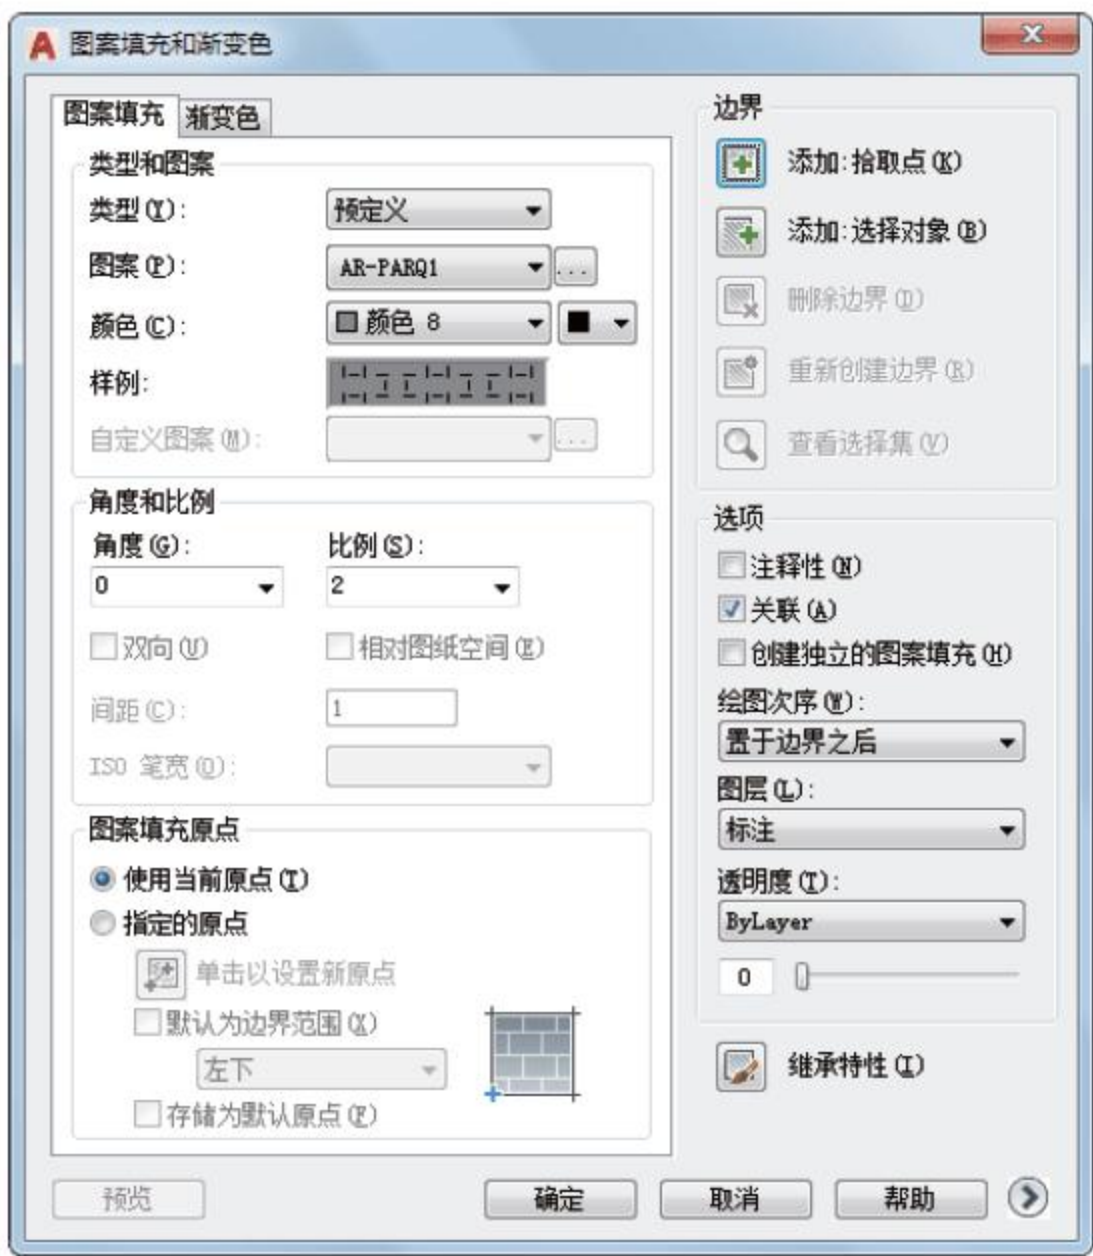 图案填充和渐变色
图案填充 渐变色
类型和图案
类型(Y): 预定义
图案(P): AR-PARQ1 ...
颜色(C): 颜色 8
样例:
自定义图案(M): ...
角度和比例
角度(G): 比例(S):
0 2
双向(U) 相对图纸空间(E)
间距(C): 1
ISO 笔宽(O):
图案填充原点
使用当前原点(T)
指定的原点
单击以设置新原点
默认为边界范围(X)
左下
存储为默认原点(F)
边界
添加:拾取点(K)
添加:选择对象(B)
删除边界(D)
重新创建边界(R)
查看选择集(V)
选项
注释性(N)
关联(A)
创建独立的图案填充(H)
绘图次序(W):
置于边界之后
图层(L):
标注
透明度(T):
ByLayer
0
继承特性(I)
预览 确定 取消 帮助